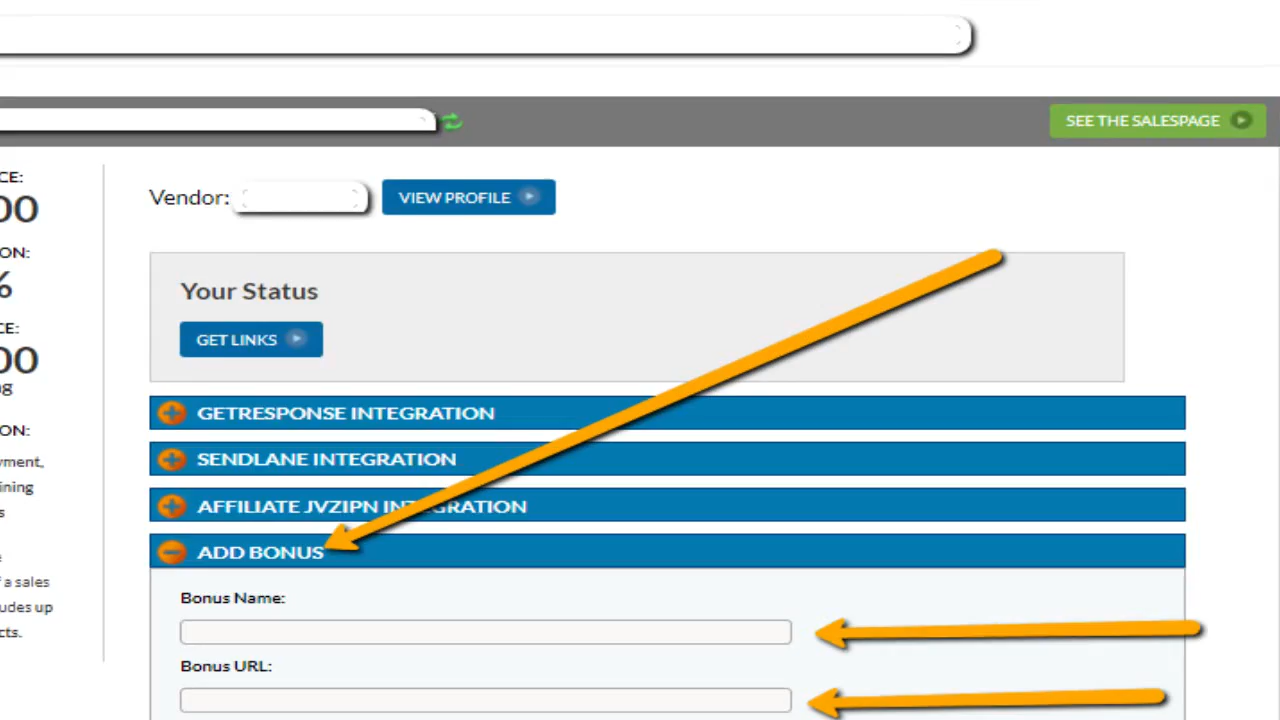 SEE THE SALESPAGE
CE:
00
Vendor:
VIEW PROFILE
ON:
%
Your Status
CE:
GET LINKS
00
ng
GETRESPONSE INTEGRATION
ON:
SENDLANE INTEGRATION
yment,
ining
s
AFFILIATE JVZIPN INTEGRATION
ADD BONUS
e
f a sales
Bonus Name:
udes up
cts.
Bonus URL: